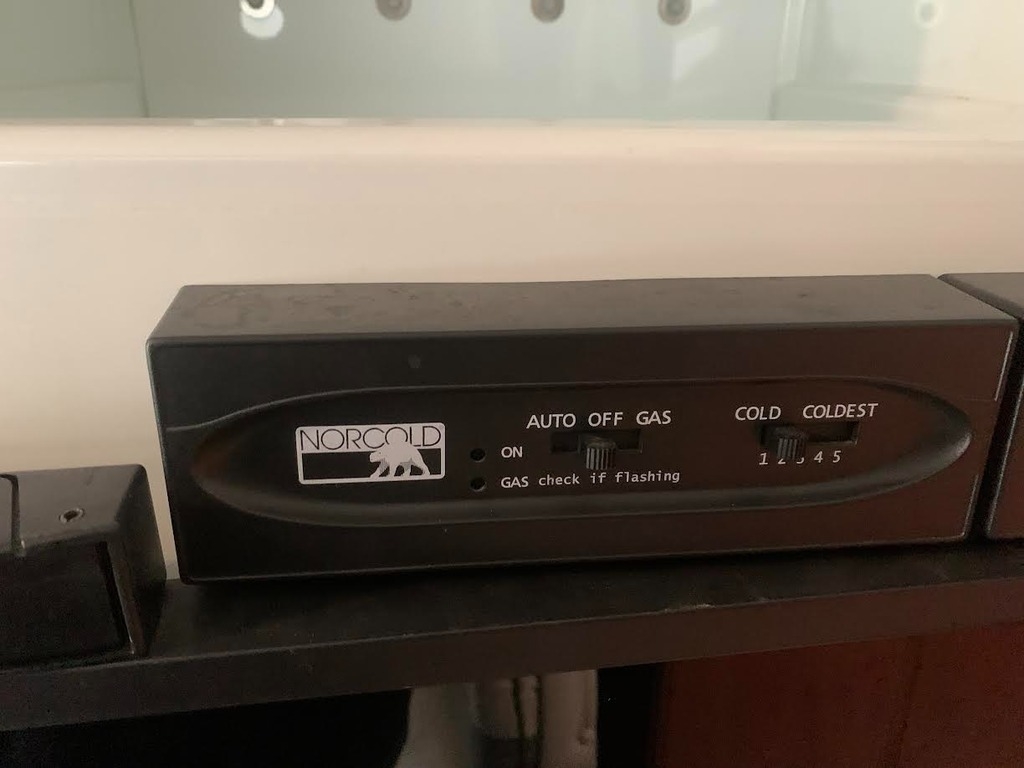 NORCOLD
ON
GAS check if flashing
AUTO OFF GAS
COLD COLDEST
1 2 3 4 5